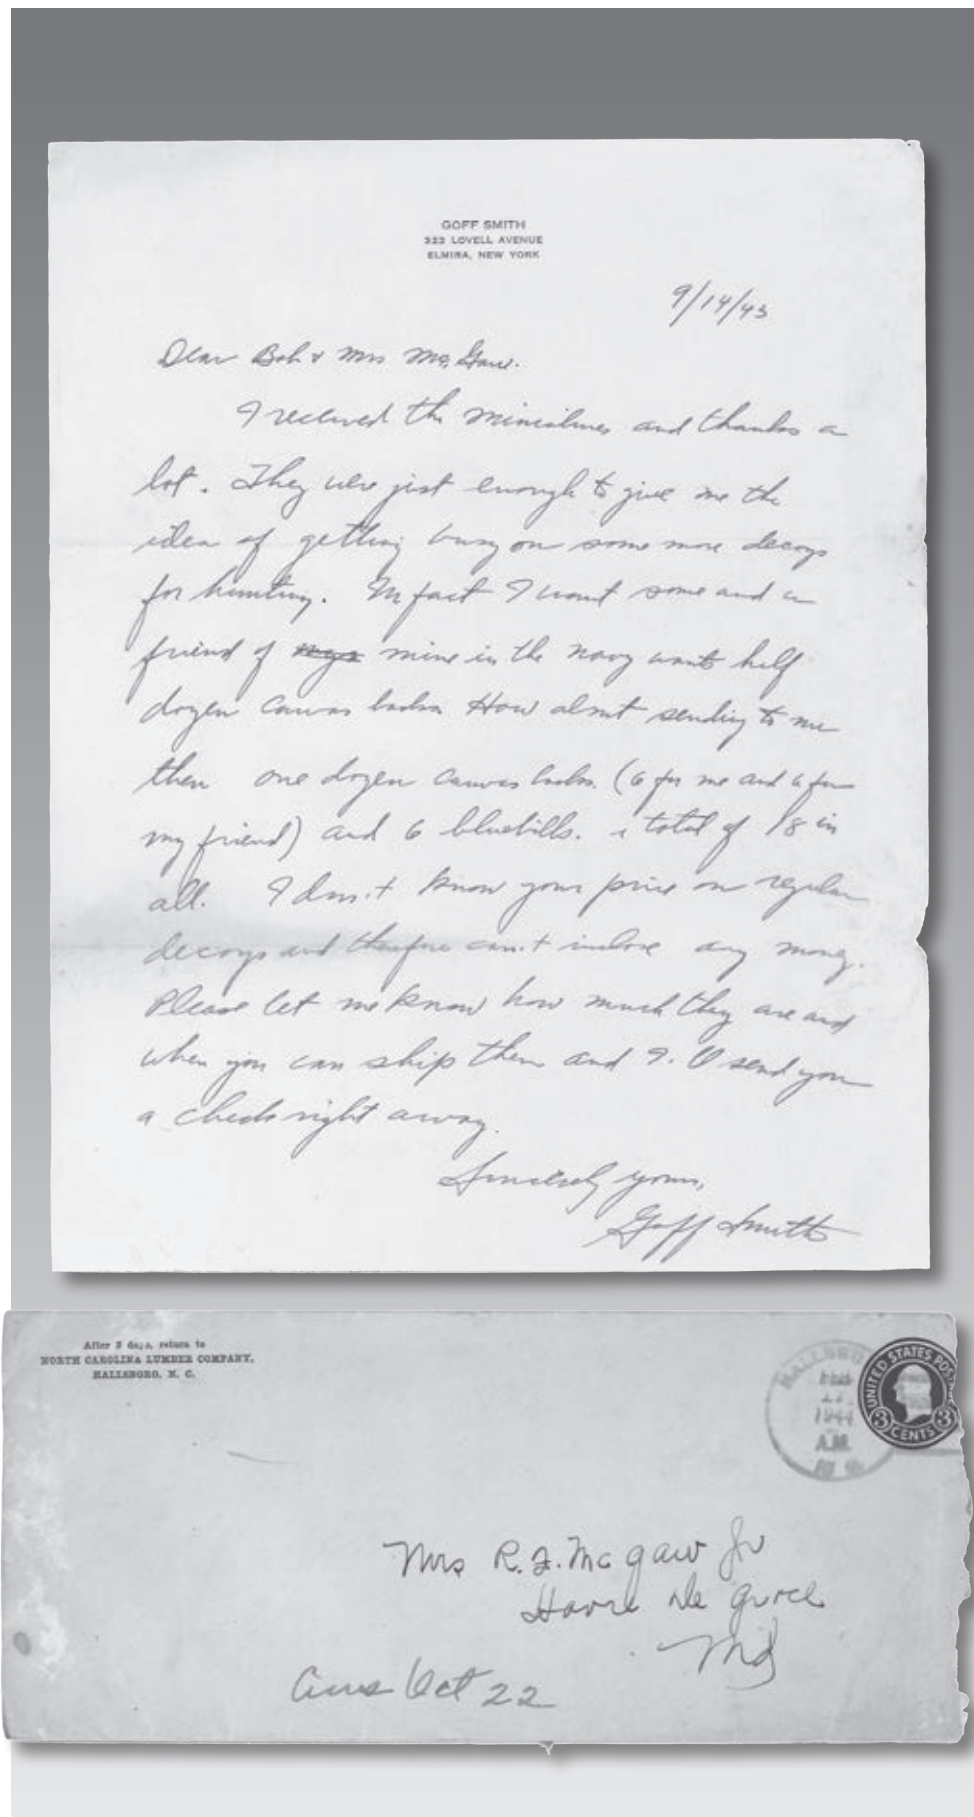 GOFF SMITH
323 LOVELL AVENUE
ELMIRA, NEW YORK
9/14/43
Dear Bob & Mrs McGaw.
I received the miniatures and thanks a
lot. They were just enough to give me the
idea of getting busy on some more decoys
for hunting. In fact I want some and a
friend of mine in the navy wants half
dozen canvas backs How about sending to me
then one dozen canvas backs. (6 for me and 6 for
my friend) and 6 bluebills. a total of 18 in
all. I don't know your price on regular
decoys and therefore can't inclose any money.
Please let me know how much they are and
when you can ship them and I'll send you
a check right away.
Sincerely yours,
Goff Smith
After 3 days, return to
NORTH CAROLINA LUMBER COMPANY,
HALLSBORO, N. C.
HALLSBORO
1944
A.M.
UNITED STATES POSTAGE
3 CENTS 3
Mrs R. F. McGaw Jr
Havre De Grace
Md
Oct 22